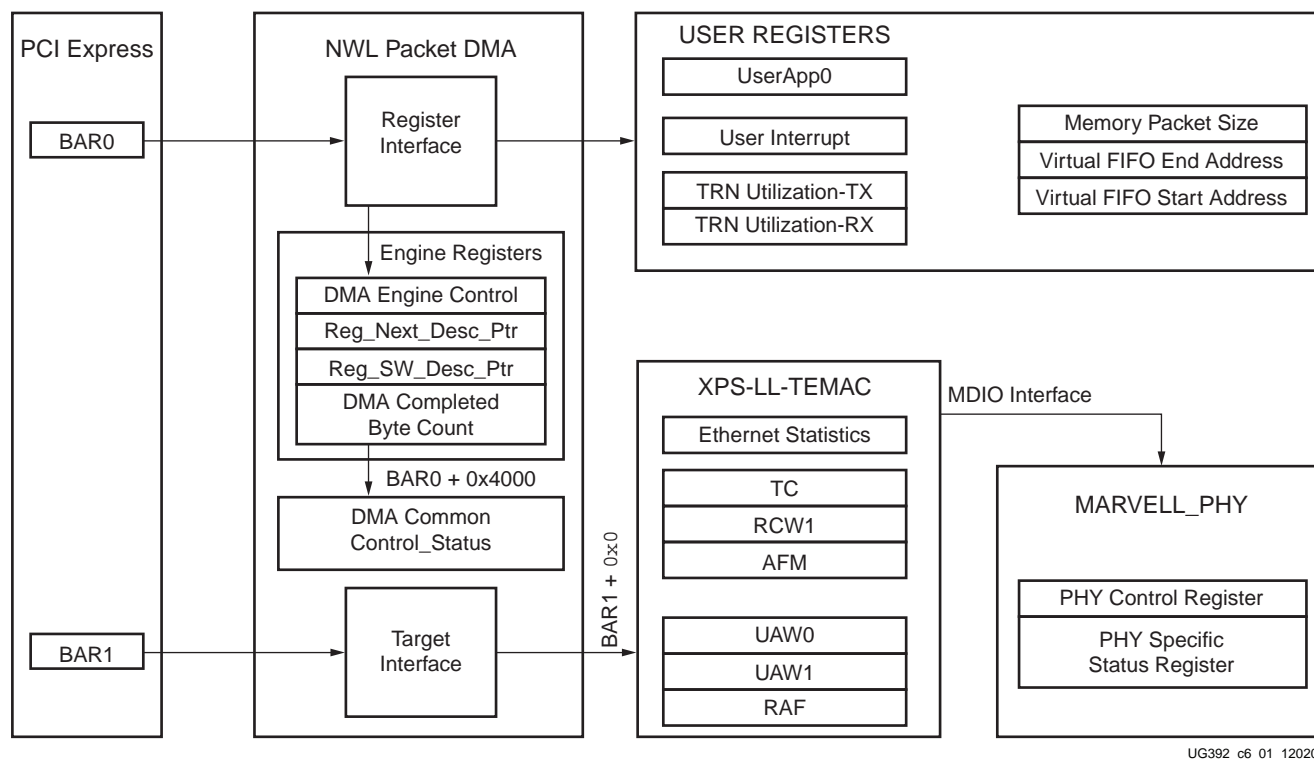 PCI Express
BAR0
BAR1
NWL Packet DMA
Register
Interface
Engine Registers
DMA Engine Control
Reg_Next_Desc_Ptr
Reg_SW_Desc_Ptr
DMA Completed
Byte Count
BAR0 + 0x4000
DMA Common
Control_Status
Target
Interface
BAR1 + 0x0
USER REGISTERS
UserApp0
User Interrupt
TRN Utilization-TX
TRN Utilization-RX
Memory Packet Size
Virtual FIFO End Address
Virtual FIFO Start Address
XPS-LL-TEMAC
Ethernet Statistics
TC
RCW1
AFM
UAW0
UAW1
RAF
MDIO Interface
MARVELL_PHY
PHY Control Register
PHY Specific
Status Register
UG392_c6_01_12020